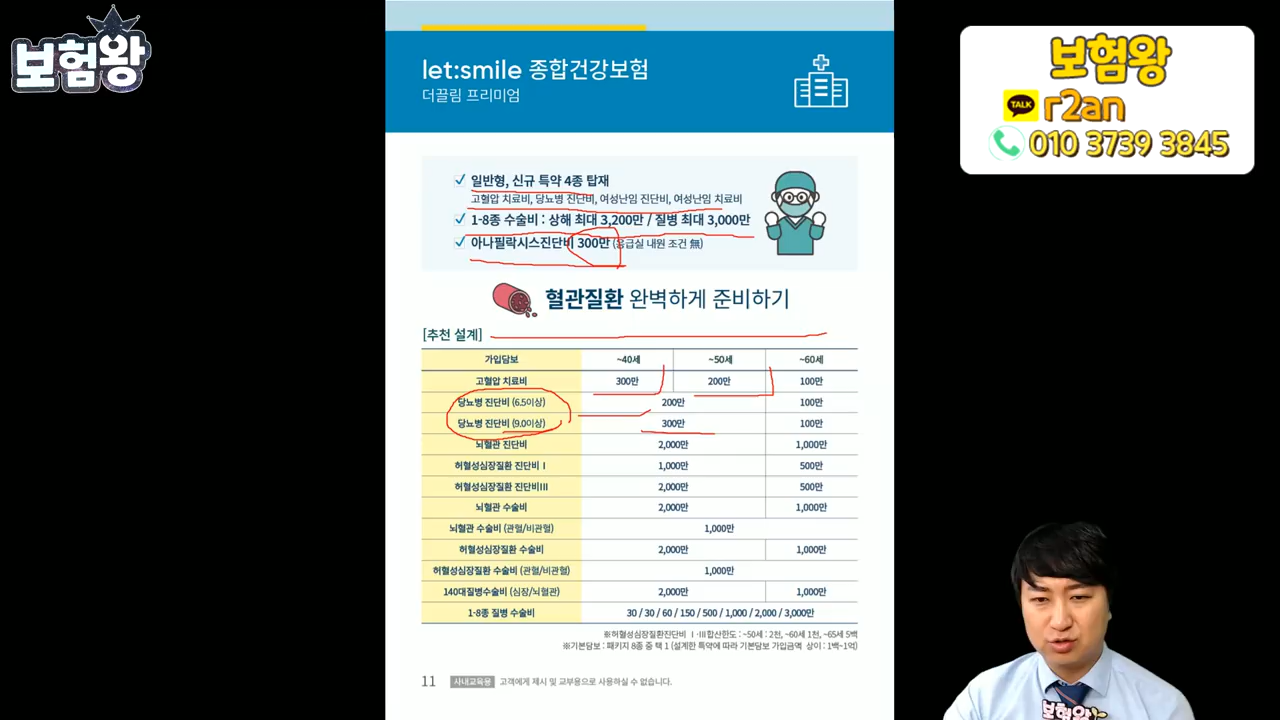 보험왕
let:smile 종합건강보험
더끌림 프리미엄
보험왕
TALK r2an
010 3739 3845
일반형, 신규 특약 4종 탑재
고혈압 치료비, 당뇨병 진단비, 여성난임 진단비, 여성난임 치료비
1-8종 수술비 : 상해 최대 3,200만 / 질병 최대 3,000만
아나필락시스진단비 300만 (응급실 내원 조건 無)
혈관질환 완벽하게 준비하기
[추천 설계]
가입담보 ~40세 ~50세 ~60세
고혈압 치료비 300만 200만 100만
당뇨병 진단비 (6.5이상) 200만 100만
당뇨병 진단비 (9.0이상) 300만 100만
뇌혈관 진단비 2,000만 1,000만
허혈성심장질환 진단비 Ⅰ 1,000만 500만
허혈성심장질환 진단비Ⅲ 2,000만 500만
뇌혈관 수술비 2,000만 1,000만
뇌혈관 수술비 (관혈/비관혈) 1,000만
허혈성심장질환 수술비 2,000만 1,000만
허혈성심장질환 수술비 (관혈/비관혈) 1,000만
140대질병수술비 (심장/뇌혈관) 2,000만 1,000만
1-8종 질병 수술비 30 / 30 / 60 / 150 / 500 / 1,000 / 2,000 / 3,000만
※허혈성심장질환진단비 Ⅰ·Ⅲ합산한도 : ~50세 : 2천, ~60세 1천, ~65세 5백
※기본담보 : 패키지 8종 중 택 1 (설계한 특약에 따라 기본담보 가입금액 상이 : 1백~1억)
11 사내교육용 고객에게 제시 및 교부용으로 사용하실 수 없습니다.
보험왕